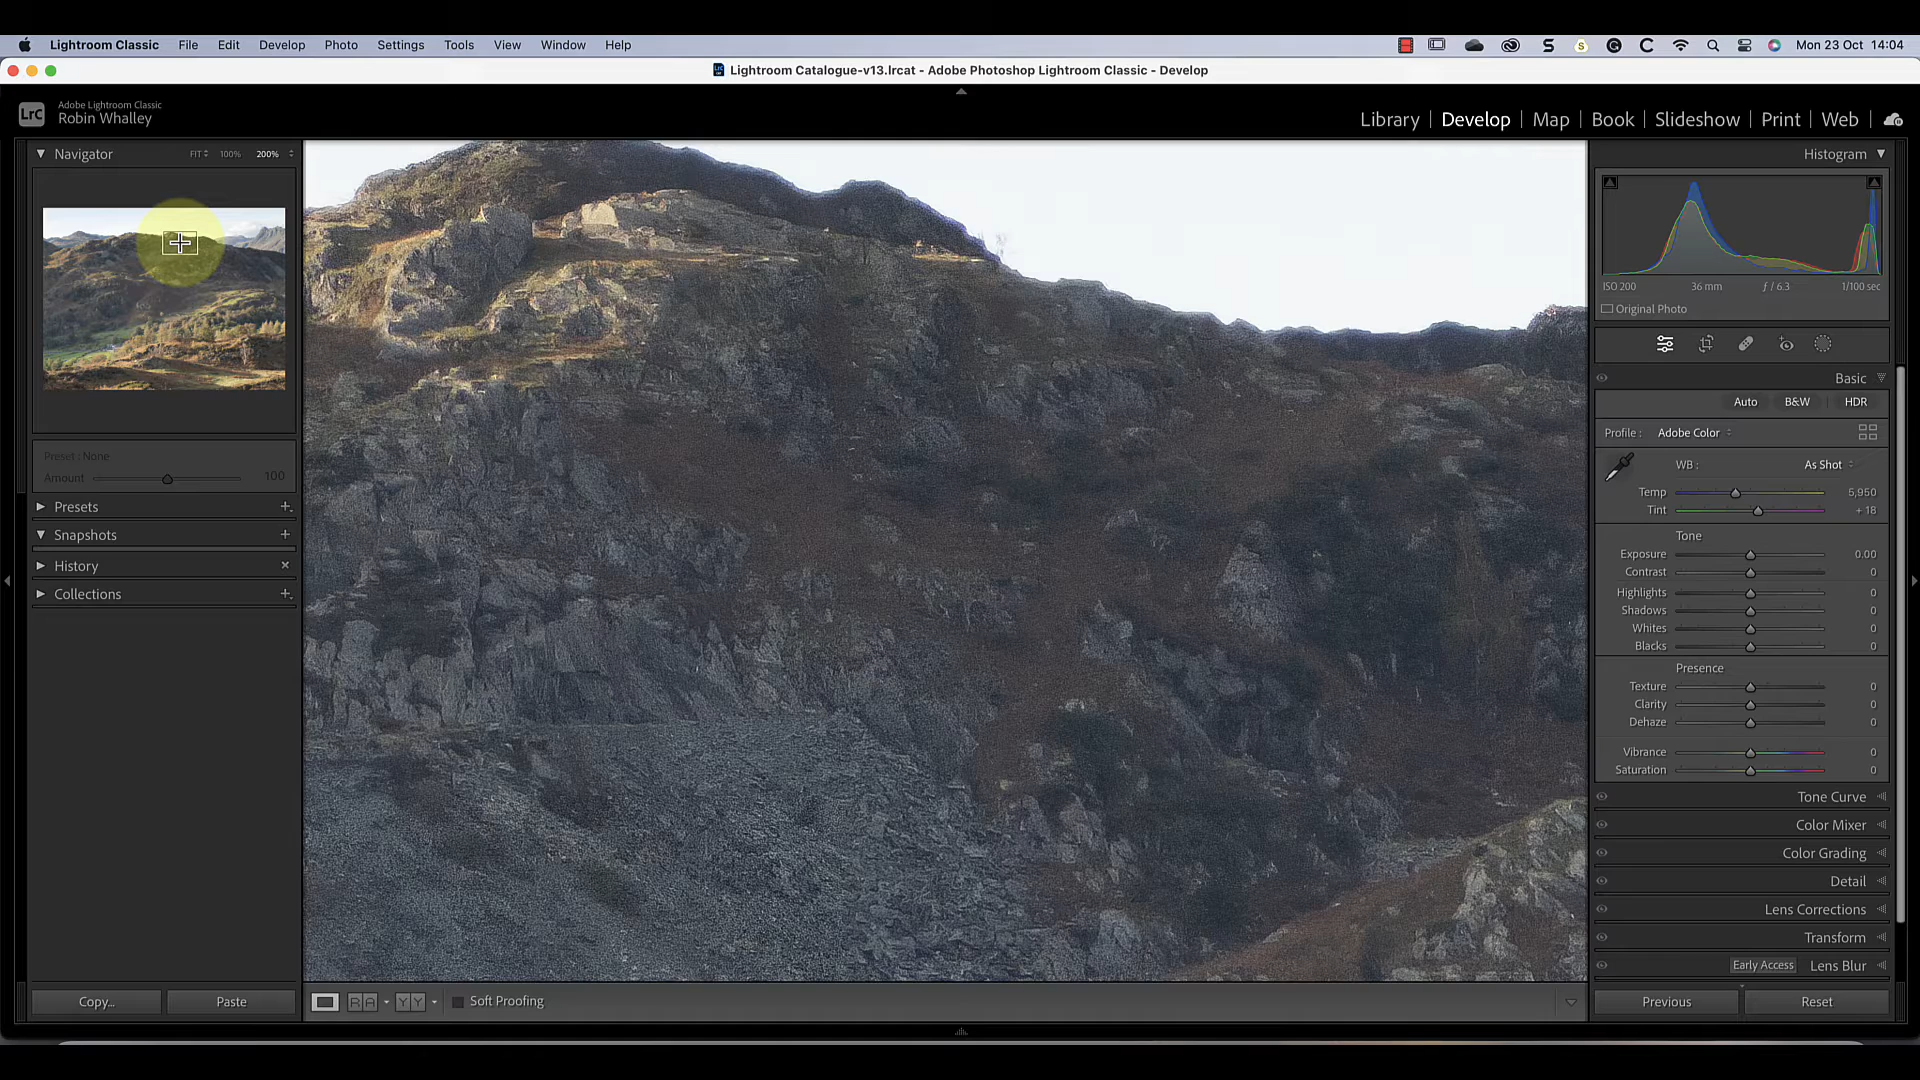 Lightroom Classic File Edit Develop Photo Settings Tools View Window Help Mon 23 Oct 14:04
Lightroom Catalogue-v13.lrcat - Adobe Photoshop Lightroom Classic - Develop
LrC Adobe Lightroom Classic
Robin Whalley
Library | Develop | Map | Book | Slideshow | Print | Web
Navigator FIT 100% 200%
Histogram
ISO 200 36 mm ƒ / 6.3 1/100 sec
Original Photo
Basic
Auto B&W HDR
Profile : Adobe Color
WB : As Shot
Temp 5,950
Tint + 18
Tone
Exposure 0.00
Contrast 0
Highlights 0
Shadows 0
Whites 0
Blacks 0
Presence
Texture 0
Clarity 0
Dehaze 0
Vibrance 0
Saturation 0
Tone Curve
Color Mixer
Color Grading
Detail
Lens Corrections
Transform
Early Access Lens Blur
Previous Reset
Preset : None
Amount 100
Presets
Snapshots
History
Collections
Copy... Paste
R A Y Y Soft Proofing